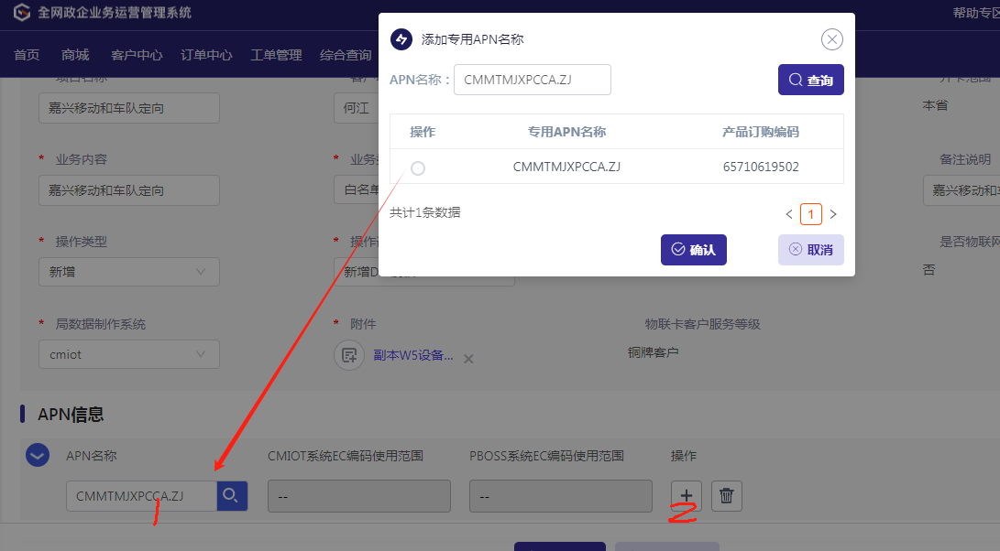 全网政企业务运营管理系统
帮助专区
首页 商城 客户中心 订单中心 工单管理 综合查询
添加专用APN名称
APN名称： CMMTMJXPCCA.ZJ 查询
操作 专用APN名称 产品订购编码
CMMTMJXPCCA.ZJ 65710619502
共计1条数据
< 1 >
确认 取消
项目名称
嘉兴移动和车队定向 何江 本省
* 业务内容 * 业务 备注说明
嘉兴移动和车队定向 白名单 嘉兴移动和
* 操作类型 * 操作 是否物联网
新增 新增D 否
* 局数据制作系统 * 附件 物联卡客户服务等级
cmiot 副本W5设备... 铜牌客户
APN信息
APN名称 CMIOT系统EC编码使用范围 PBOSS系统EC编码使用范围 操作
CMMTMJXPCCA.ZJ -- --
1 2